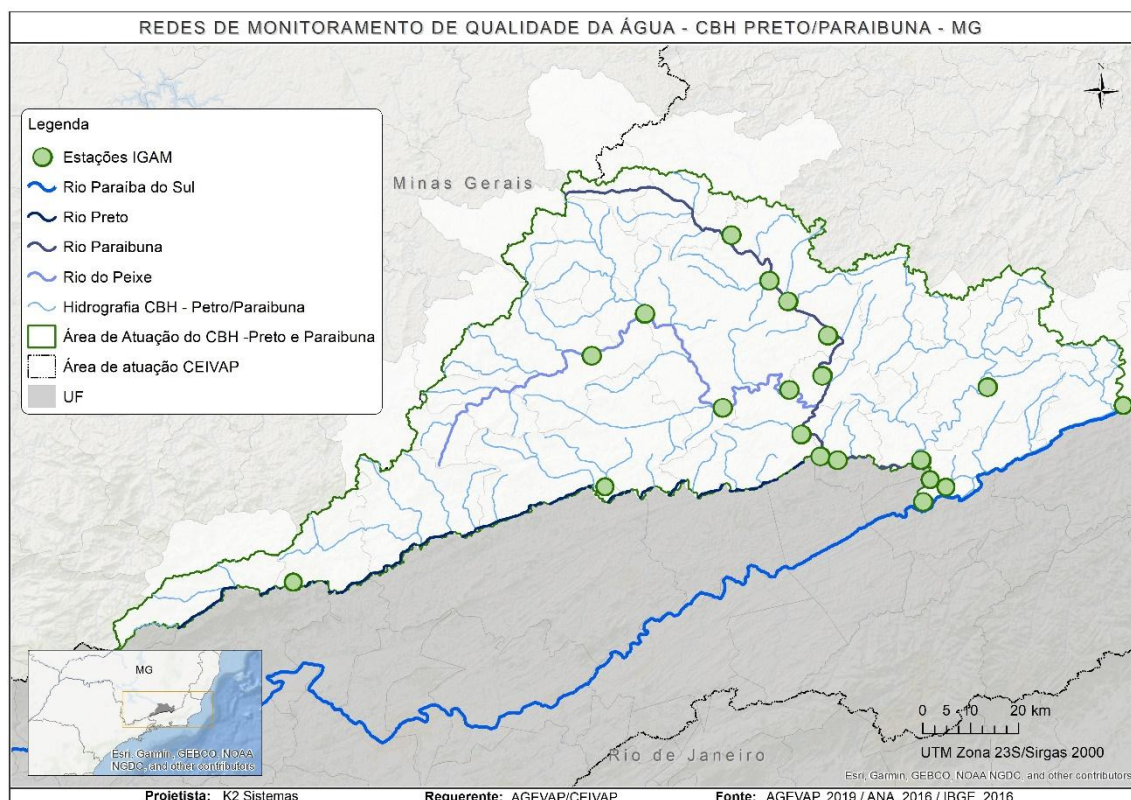 REDES DE MONITORAMENTO DE QUALIDADE DA ÁGUA - CBH PRETO/PARAIBUNA - MG
N
Legenda
Estações IGAM
Rio Paraíba do Sul
Rio Preto
Rio Paraibuna
Rio do Peixe
Hidrografia CBH - Petro/Paraibuna
Área de Atuação do CBH -Preto e Paraibuna
Área de atuação CEIVAP
UF
Minas Gerais
MG
Esri, Garmin, GEBCO, NOAA
NGDC, and other contributors
Rio de Janeiro
0 5 10 20 km
UTM Zona 23S/Sirgas 2000
Esri, Garmin, GEBCO, NOAA NGDC, and other contributors
Projetista: K2 Sistemas Requerente: AGEVAP/CEIVAP Fonte: AGEVAP, 2019 / ANA, 2016 / IBGE, 2016